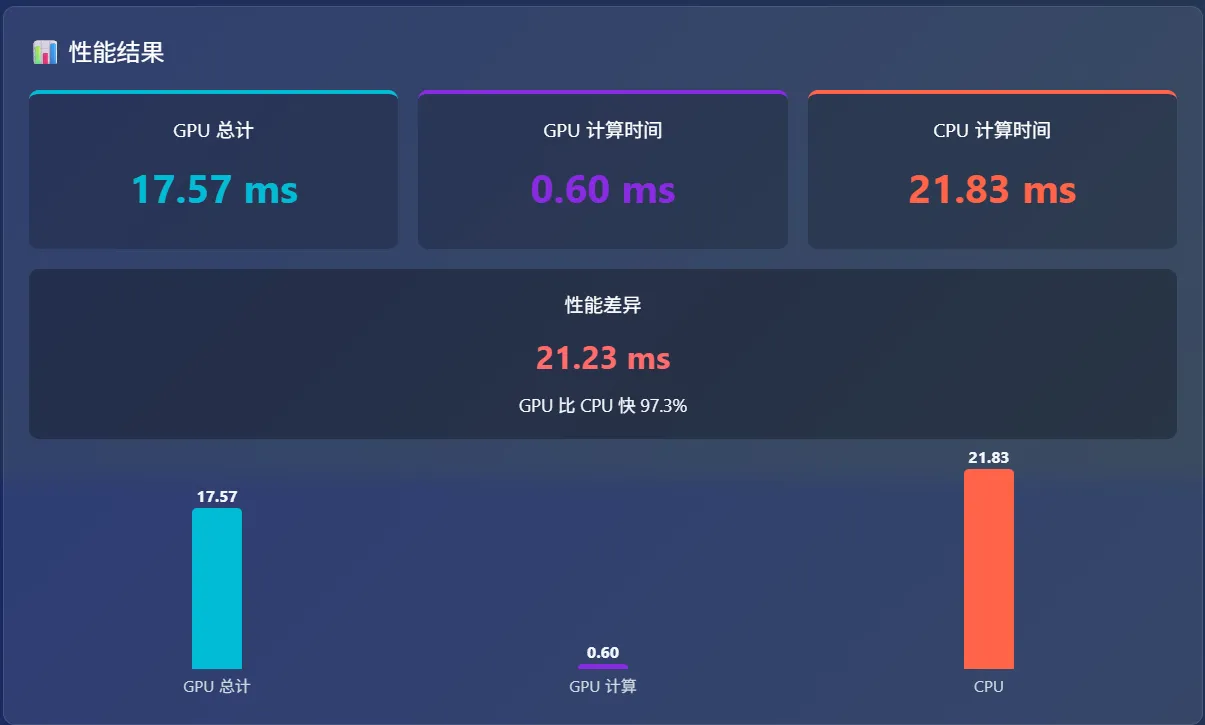 性能结果
GPU 总计
17.57 ms
GPU 计算时间
0.60 ms
CPU 计算时间
21.83 ms
性能差异
21.23 ms
GPU 比 CPU 快 97.3%
17.57
GPU 总计
0.60
GPU 计算
21.83
CPU